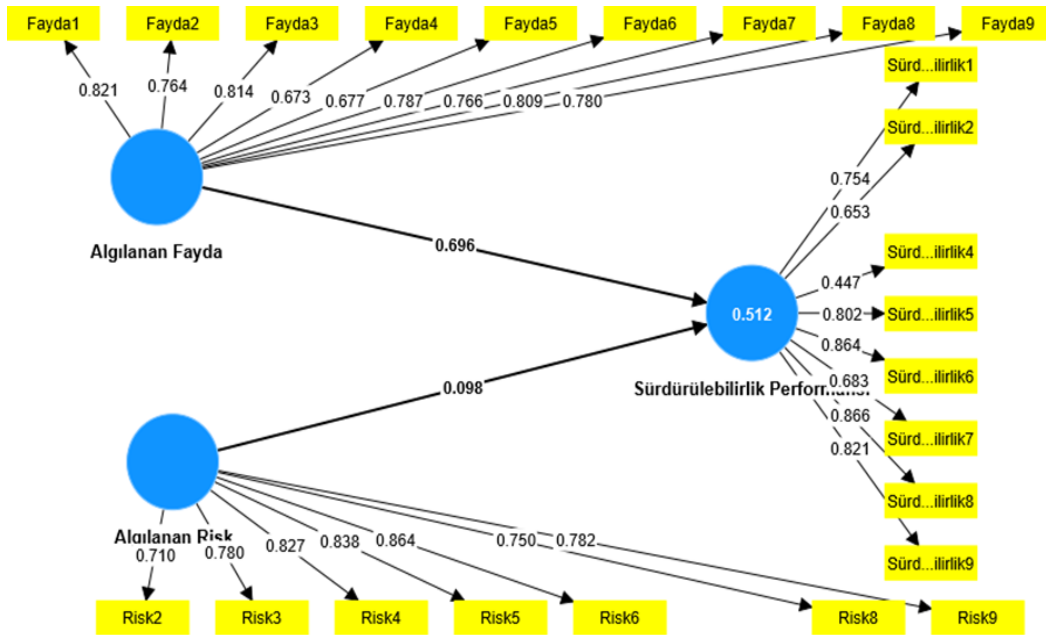 Fayda1
Fayda2
Fayda3
Fayda4
Fayda5
Fayda6
Fayda7
Fayda8
Fayda9
0.821
0.764
0.814
0.673
0.677
0.787
0.766
0.809
0.780
Algılanan Fayda
Sürd...ilirlik1
Sürd...ilirlik2
Sürd...ilirlik4
Sürd...ilirlik5
Sürd...ilirlik6
Sürd...ilirlik7
Sürd...ilirlik8
Sürd...ilirlik9
0.754
0.653
0.447
0.802
0.864
0.683
0.866
0.821
0.696
0.512
0.098
Sürdürülebilirlik Performansı
Algılanan Risk
0.710
0.780
0.827
0.838
0.864
0.750
0.782
Risk2
Risk3
Risk4
Risk5
Risk6
Risk8
Risk9